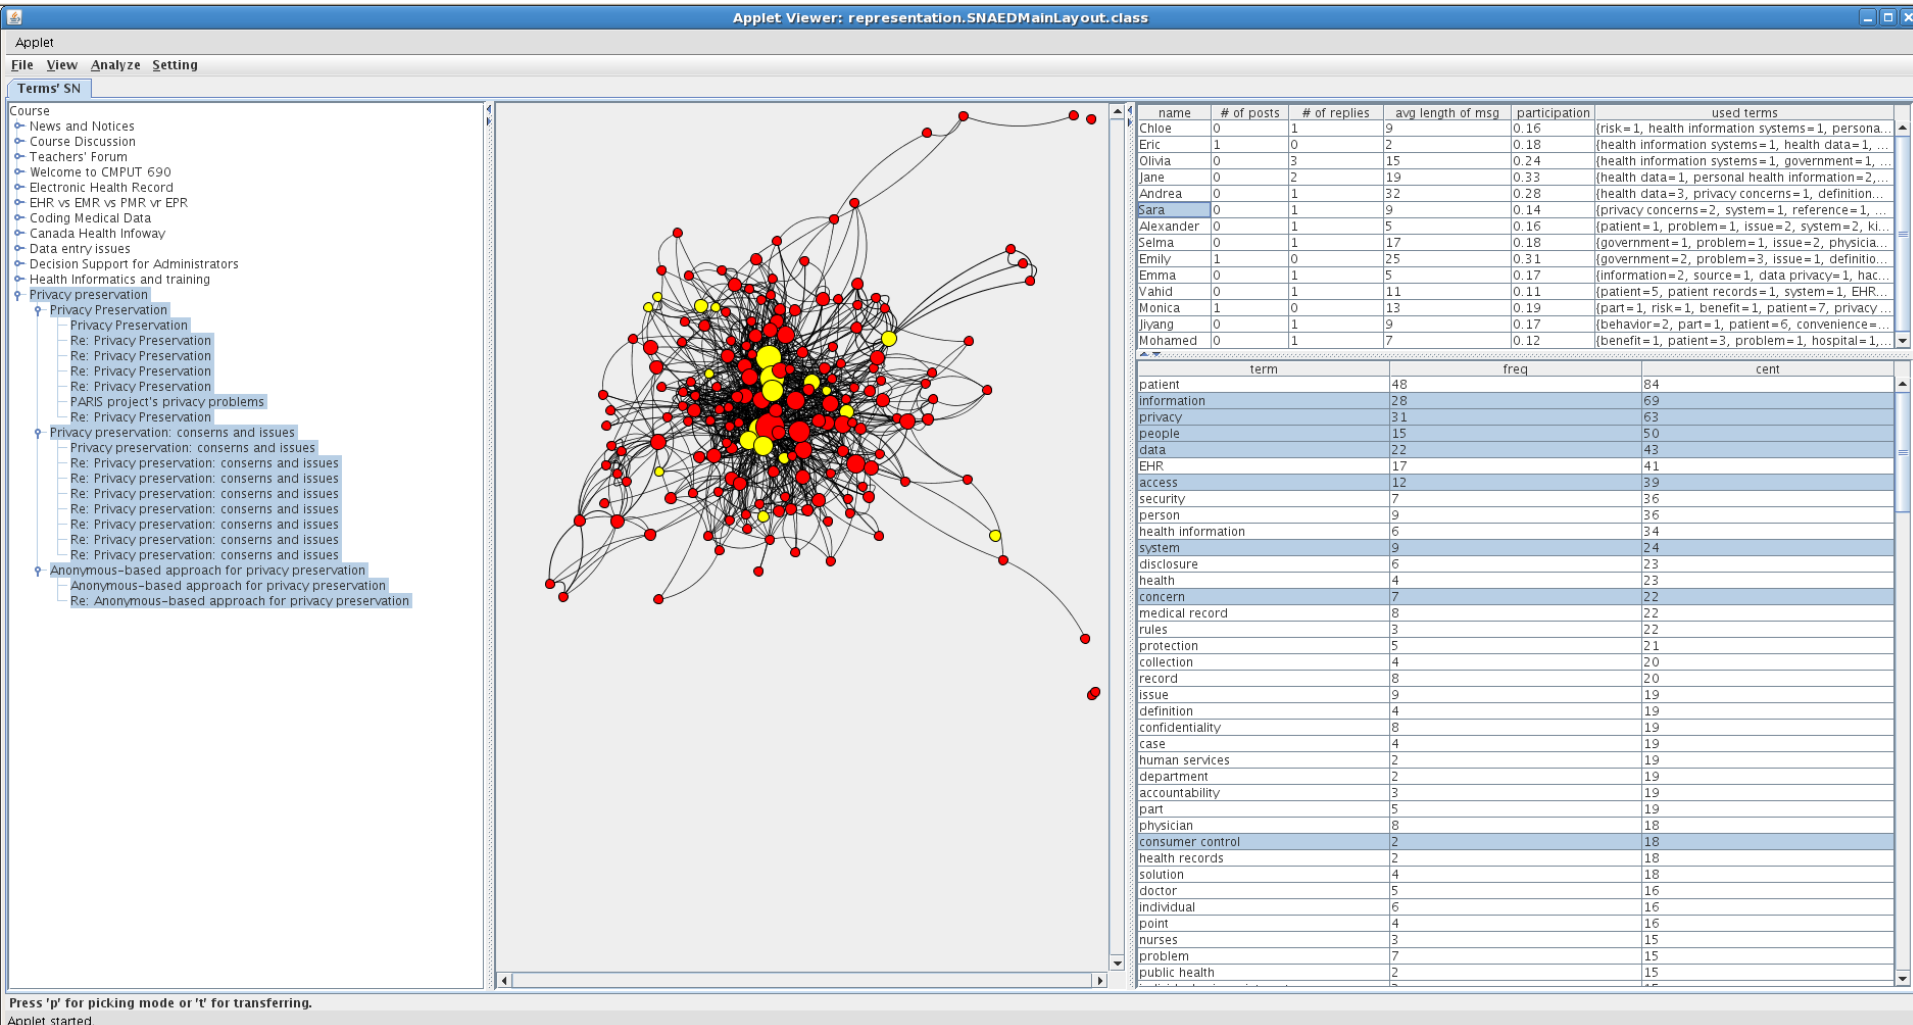 Applet Viewer: representation.SNAEDMainLayout.class
Applet
File View Analyze Setting
Terms' SN
Course
News and Notices
Course Discussion
Teachers' Forum
Welcome to CMPUT 690
Electronic Health Record
EHR vs EMR vs PMR vr EPR
Coding Medical Data
Canada Health Infoway
Data entry issues
Decision Support for Administrators
Health Informatics and training
Privacy preservation
Privacy Preservation
Privacy Preservation
Re: Privacy Preservation
Re: Privacy Preservation
Re: Privacy Preservation
Re: Privacy Preservation
PARIS project's privacy problems
Re: Privacy Preservation
Privacy preservation: conserns and issues
Privacy preservation: conserns and issues
Re: Privacy preservation: conserns and issues
Re: Privacy preservation: conserns and issues
Re: Privacy preservation: conserns and issues
Re: Privacy preservation: conserns and issues
Re: Privacy preservation: conserns and issues
Re: Privacy preservation: conserns and issues
Re: Privacy preservation: conserns and issues
Anonymous-based approach for privacy preservation
Anonymous-based approach for privacy preservation
Re: Anonymous-based approach for privacy preservation
name # of posts # of replies avg length of msg participation used terms
Chloe 0 1 9 0.16 {risk=1, health information systems=1, persona...
Eric 1 0 2 0.18 {health information systems=1, health data=1, ...
Olivia 0 3 15 0.24 {health information systems=1, government=1, ...
Jane 0 2 19 0.33 {health data=1, personal health information=2,...
Andrea 0 1 32 0.28 {health data=3, privacy concerns=1, definition...
Sara 0 1 9 0.14 {privacy concerns=2, system=1, reference=1, ...
Alexander 0 1 5 0.16 {patient=1, problem=1, issue=2, system=2, ki...
Selma 0 1 17 0.18 {government=1, problem=1, issue=2, physicia...
Emily 1 0 25 0.31 {government=2, problem=3, issue=1, definitio...
Emma 0 1 5 0.17 {information=2, source=1, data privacy=1, hac...
Vahid 0 1 11 0.11 {patient=5, patient records=1, system=1, EHR...
Monica 1 0 13 0.19 {part=1, risk=1, benefit=1, patient=7, privacy ...
Jiyang 0 1 9 0.17 {behavior=2, part=1, patient=6, convenience=...
Mohamed 0 1 7 0.12 {benefit=1, patient=3, problem=1, hospital=1,...
term freq cent
patient 48 84
information 28 69
privacy 31 63
people 15 50
data 22 43
EHR 17 41
access 12 39
security 7 36
person 9 36
health information 6 34
system 9 24
disclosure 6 23
health 4 23
concern 7 22
medical record 8 22
rules 3 22
protection 5 21
collection 4 20
record 8 20
issue 9 19
definition 4 19
confidentiality 8 19
case 4 19
human services 2 19
department 2 19
accountability 3 19
part 5 19
physician 8 18
consumer control 2 18
health records 2 18
solution 4 18
doctor 5 16
individual 6 16
point 4 16
nurses 3 15
problem 7 15
public health 2 15
Press 'p' for picking mode or 't' for transferring.
Applet started.